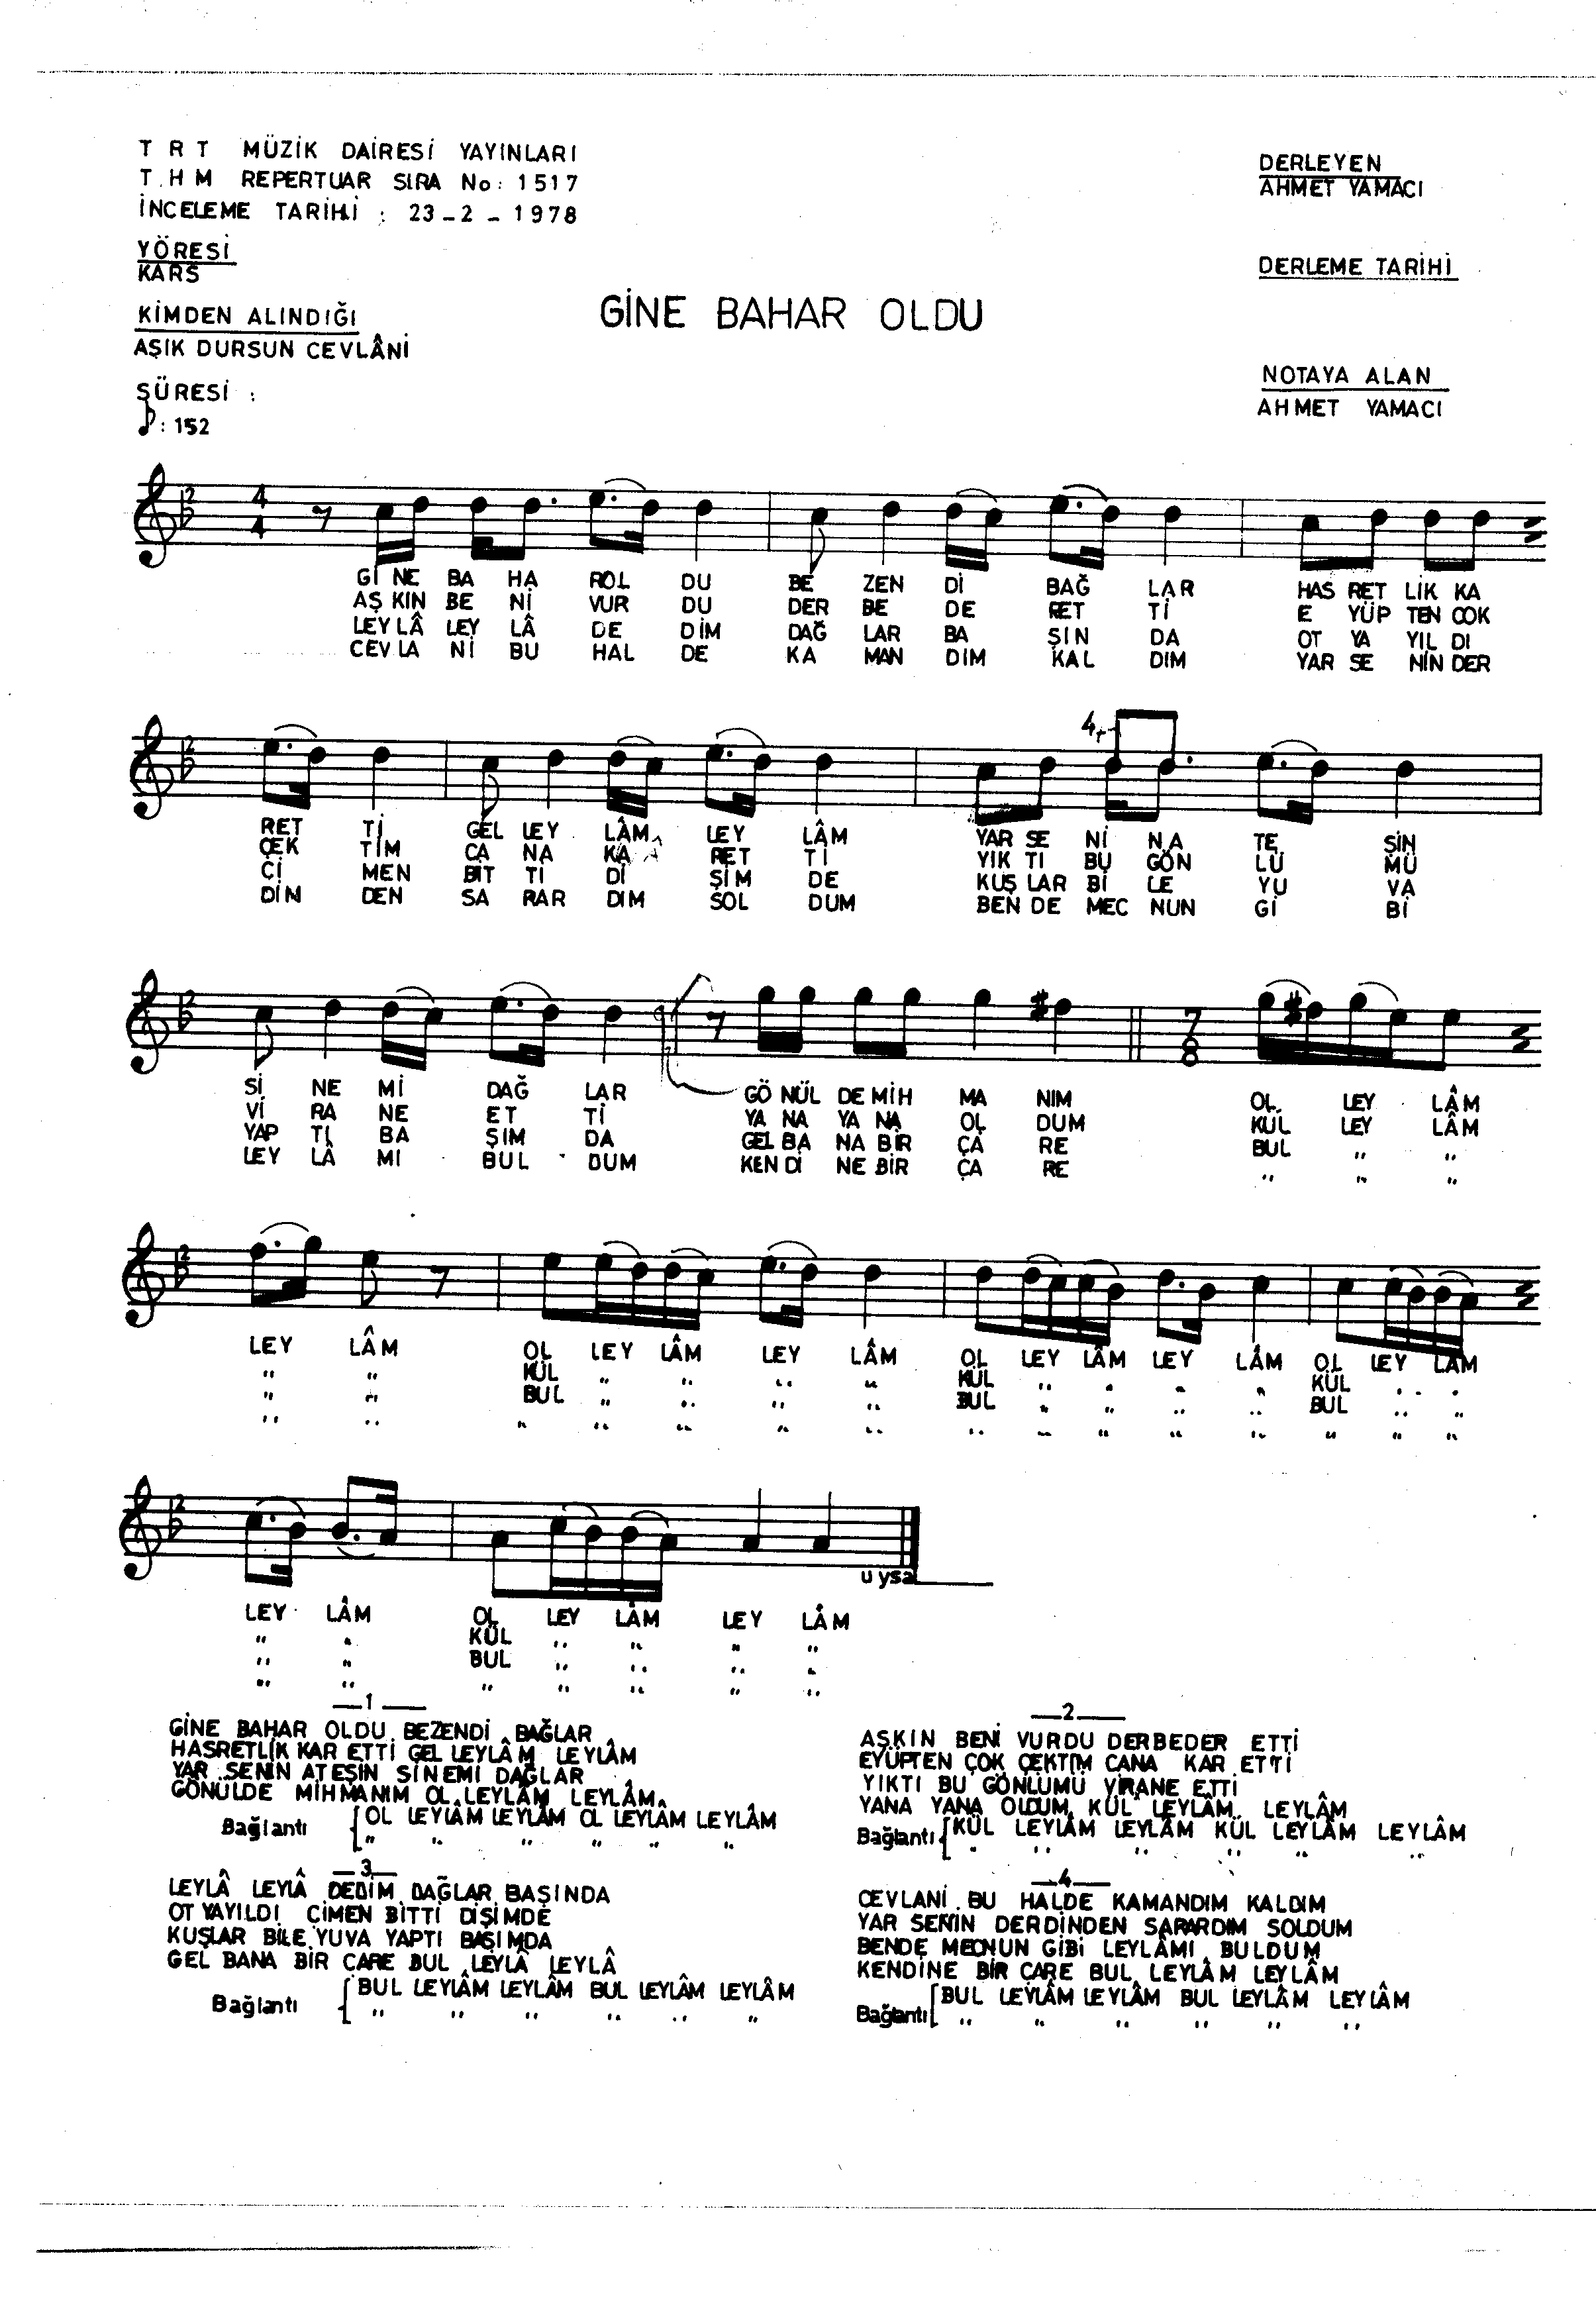 T R T MÜZİK DAİRESİ YAYINLARI
T.H M REPERTUAR SIRA No: 1517
İNCELEME TARİHİ : 23-2-1978
DERLEYEN
AHMET YAMACI
YÖRESİ
KARS
DERLEME TARİHİ
KİMDEN ALINDIĞI
AŞIK DURSUN CEVLÂNİ
GİNE BAHAR OLDU
NOTAYA ALAN
AHMET YAMACI
SÜRESİ :
: 152
4
4
Gİ NE BA HA ROL DU BE ZEN Dİ BAĞ LAR HAS RET LİK KA
AŞ KIN BE Nİ VUR DU DER BE DE RET Tİ E YÜP TEN ÇOK
LEY LÂ LEY LÂ DE DİM DAĞ LAR BA ŞIN DA OT YA YIL DI
CEV LA Nİ BU HAL DE KA MAN DIM KAL DIM YAR SE NİN DER
4+
RET Tİ GEL LEY LÂM LEY LÂM YAR SE Nİ NA TE ŞİN
ÇEK TİM CA NA KA RET Tİ YIK TI BU GÖN LÜ MÜ
Çİ MEN BİT Tİ Dİ ŞİM DE KUŞ LAR Bİ LE YU VA
DİN DEN SA RAR DIM SOL DUM BEN DE MEC NUN Gİ Bİ
7
8
Sİ NE Mİ DAĞ LAR GÖ NÜL DE MİH MA NIM OL LEY LÂM
Vİ RA NE ET Tİ YA NA YA NA OL DUM KÜL LEY LÂM
YAP TI BA ŞIM DA GEL BA NA BİR ÇA RE BUL " "
LEY LÂ MI BUL DUM KEN Dİ NE BİR ÇA RE " " "
LEY LÂM OL LEY LÂM LEY LÂM OL LEY LÂM LEY LÂM OL LEY LÂM
" " KÜL " " " " KÜL " " " " KÜL " "
" " BUL " " " " BUL " " " " BUL " "
" " " " " " " " " " " " " " "
uysal
LEY LÂM OL LEY LÂM LEY LÂM
" " KÜL " " " "
" " BUL " " " "
" " " " " " "
—1—
GİNE BAHAR OLDU BEZENDİ BAĞLAR
HASRETLİK KAR ETTİ GEL LEYLÂM LEYLÂM
YAR SENİN ATEŞİN SİNEMİ DAĞLAR
GÖNÜLDE MİHMANIM OL LEYLÂM LEYLÂM
Bağlantı OL LEYLÂM LEYLÂM OL LEYLÂM LEYLÂM
" " " " " "
—2—
AŞKIN BENİ VURDU DERBEDER ETTİ
EYÜPTEN ÇOK ÇEKTİM CANA KAR ETTİ
YIKTI BU GÖNLÜMÜ VİRANE ETTİ
YANA YANA OLDUM KÜL LEYLÂM LEYLÂM
Bağlantı KÜL LEYLÂM LEYLÂM KÜL LEYLÂM LEYLÂM
" " " " " "
—3—
LEYLÂ LEYLÂ DEDİM DAĞLAR BAŞINDA
OT YAYILDI ÇİMEN BİTTİ DİŞİMDE
KUŞLAR BİLE YUVA YAPTI BAŞIMDA
GEL BANA BİR ÇARE BUL LEYLÂ LEYLÂ
Bağlantı BUL LEYLÂM LEYLÂM BUL LEYLÂM LEYLÂM
" " " " " "
—4—
CEVLANİ BU HALDE KAMANDIM KALDIM
YAR SENİN DERDİNDEN SARARDIM SOLDUM
BENDE MECNUN GİBİ LEYLÂMI BULDUM
KENDİNE BİR ÇARE BUL LEYLÂM LEYLÂM
Bağlantı BUL LEYLÂM LEYLÂM BUL LEYLÂM LEYLÂM
" " " " " "